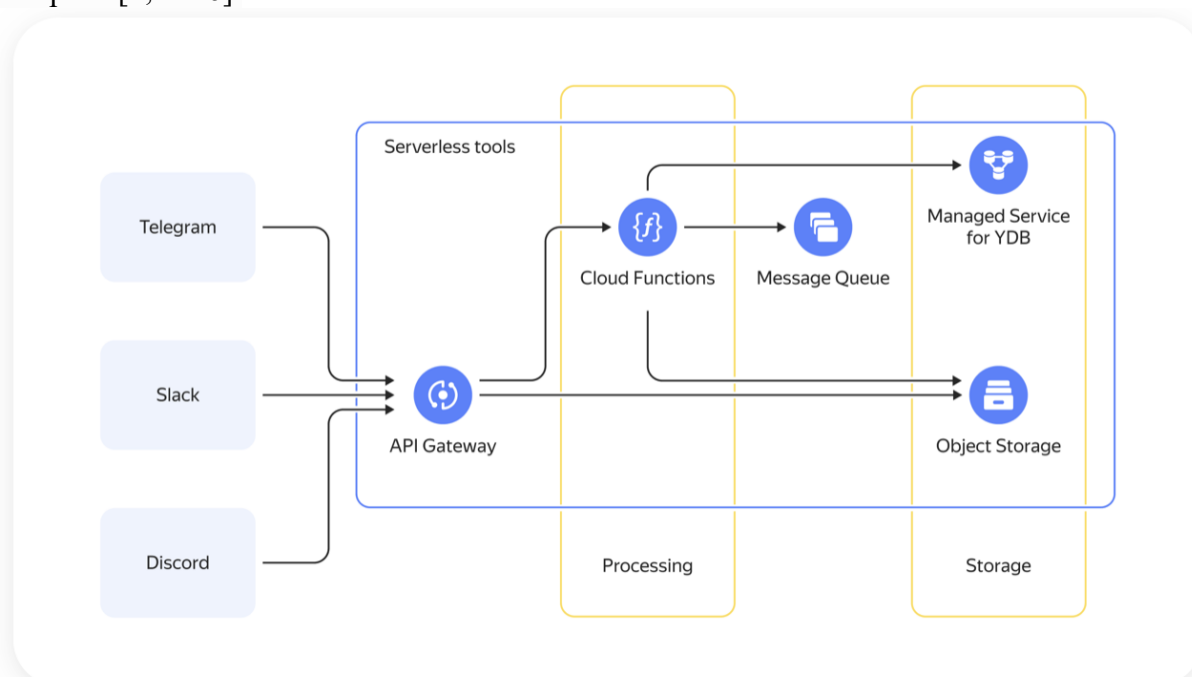 Serverless tools
Telegram
Slack
Discord
API Gateway
Cloud Functions
Message Queue
Managed Service
for YDB
Object Storage
Processing
Storage